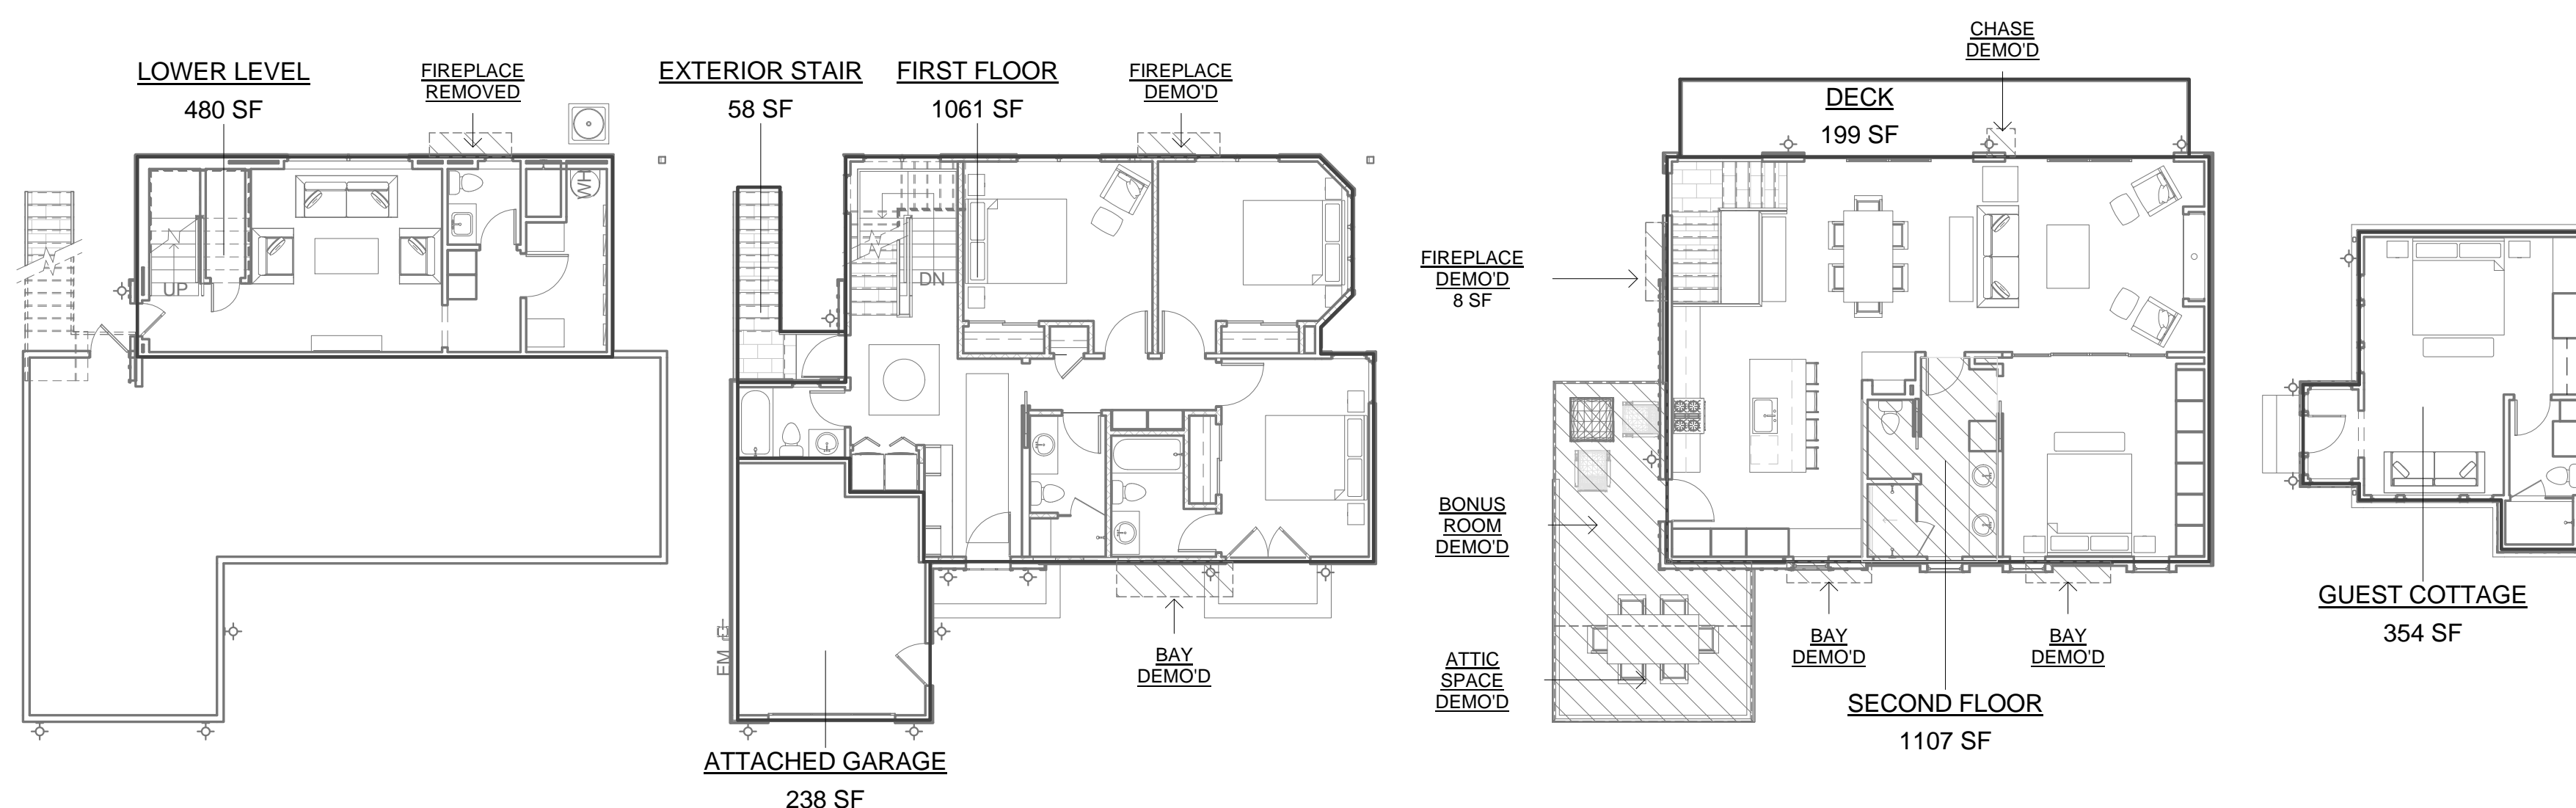 LOWER LEVEL
480 SF
FIREPLACE
REMOVED
WH
UP
EXTERIOR STAIR
58 SF
FIRST FLOOR
1061 SF
FIREPLACE
DEMO'D
DN
EM
BAY
DEMO'D
ATTACHED GARAGE
238 SF
CHASE
DEMO'D
DECK
199 SF
FIREPLACE
DEMO'D
8 SF
BONUS
ROOM
DEMO'D
ATTIC
SPACE
DEMO'D
BAY
DEMO'D
BAY
DEMO'D
SECOND FLOOR
1107 SF
GUEST COTTAGE
354 SF